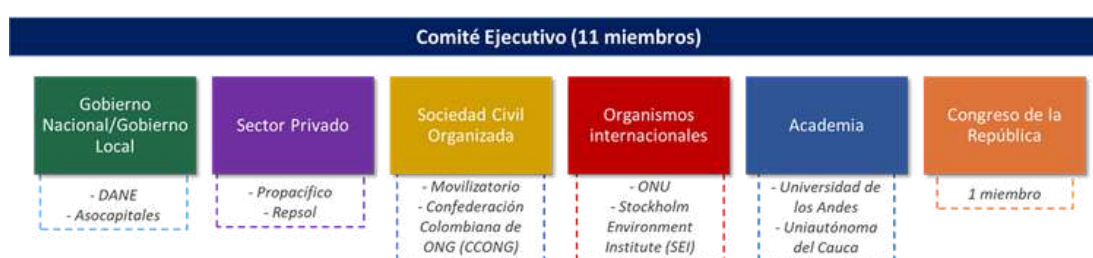 Comité Ejecutivo (11 miembros)
Gobierno
Nacional/Gobierno
Local
- DANE
- Asocapitales
Sector Privado
- Propacífico
- Repsol
Sociedad Civil
Organizada
- Movilizatorio
- Confederación
Colombiana de
ONG (CCONG)
Organismos
internacionales
- ONU
- Stockholm
Environment
Institute (SEI)
Academia
- Universidad de
los Andes
- Uniautónoma
del Cauca
Congreso de la
República
1 miembro